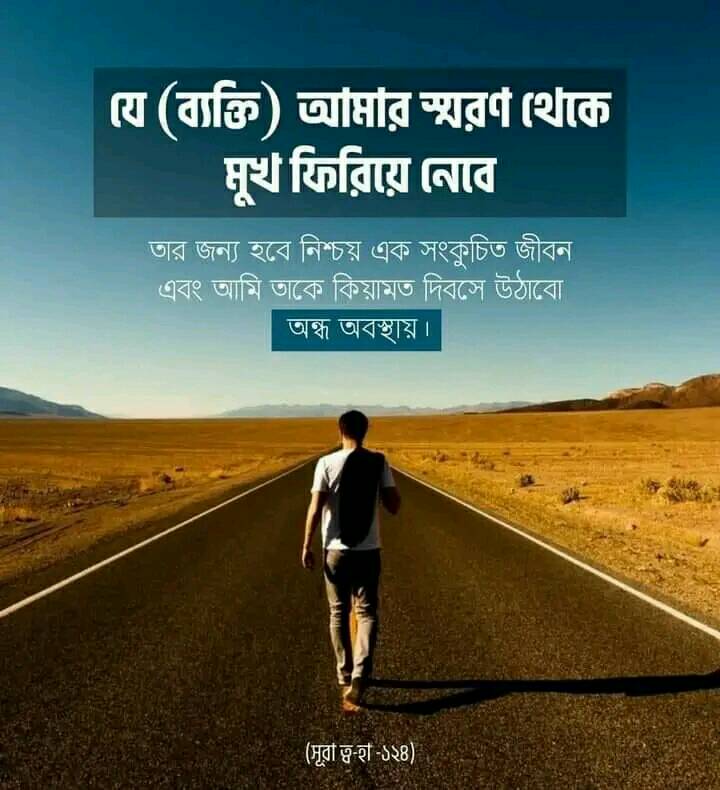 যে (ব্যক্তি) আমার স্মরণ থেকে
মুখ ফিরিয়ে নেবে
তার জন্য হবে নিশ্চয় এক সংকুচিত জীবন
এবং আমি তাকে কিয়ামত দিবসে উঠাবো
অন্ধ অবস্থায়।
(সূরা ত্ব-হা -১২৪)